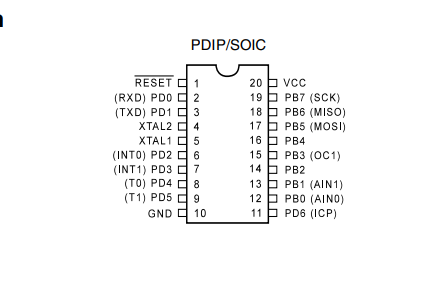 PDIP/SOIC
RESET 1 20 VCC
(RXD) PD0 2 19 PB7 (SCK)
(TXD) PD1 3 18 PB6 (MISO)
XTAL2 4 17 PB5 (MOSI)
XTAL1 5 16 PB4
(INT0) PD2 6 15 PB3 (OC1)
(INT1) PD3 7 14 PB2
(T0) PD4 8 13 PB1 (AIN1)
(T1) PD5 9 12 PB0 (AIN0)
GND 10 11 PD6 (ICP)